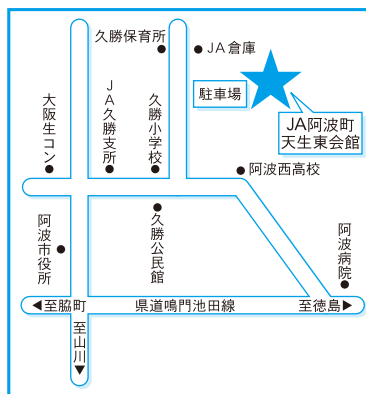 久勝保育所
JA倉庫
駐車場
JA阿波町
天生東会館
大阪生コン
JA久勝支所
久勝小学校
阿波西高校
阿波市役所
久勝公民館
阿波病院
◀至脇町
県道鳴門池田線
至徳島▶
至山川▼